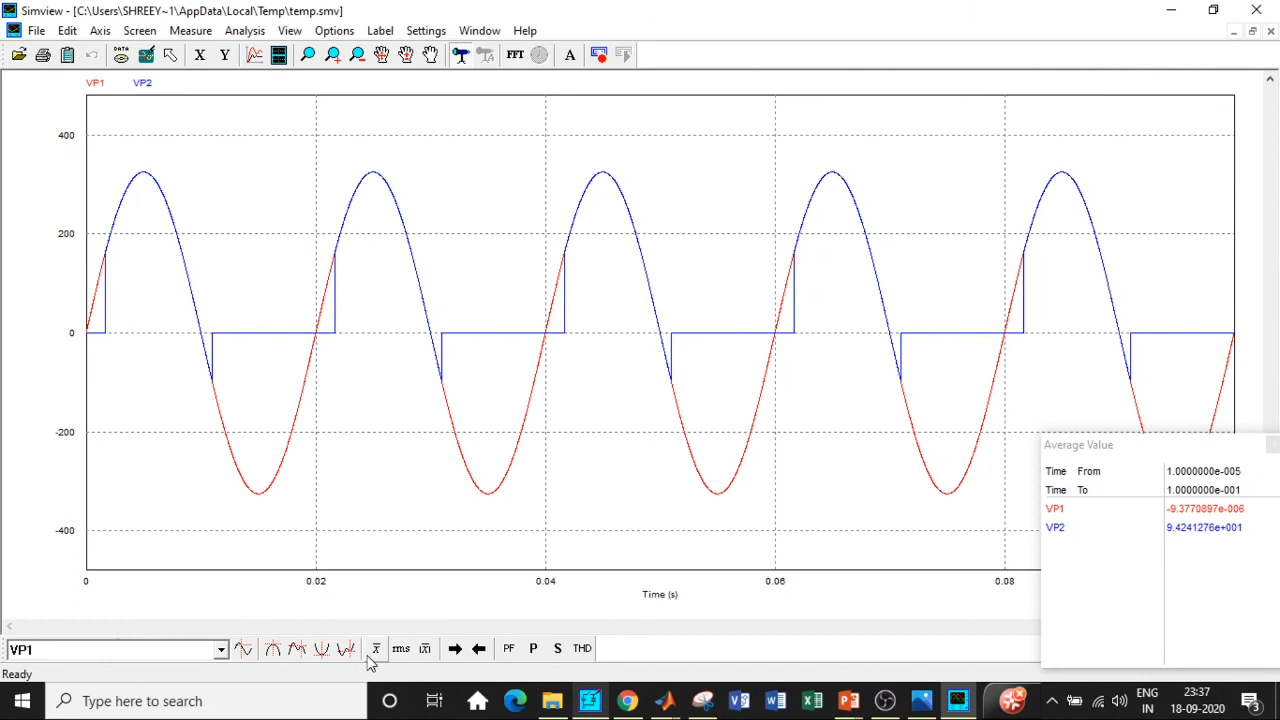 Simview - [C:\Users\SHREEY~1\AppData\Local\Temp\temp.smv]
File Edit Axis Screen Measure Analysis View Options Label Settings Window Help
DATA X Y FFT A
VP1 VP2
400
200
0
-200
-400
0 0.02 0.04 0.06 0.08
Time (s)
Average Value
Time From 1.0000000e-005
Time To 1.0000000e-001
VP1 -9.3770897e-006
VP2 9.4241276e+001
VP1 x rms |x| PF P S THD
Ready
Type here to search
ENG 23:37
IN 18-09-2020
3